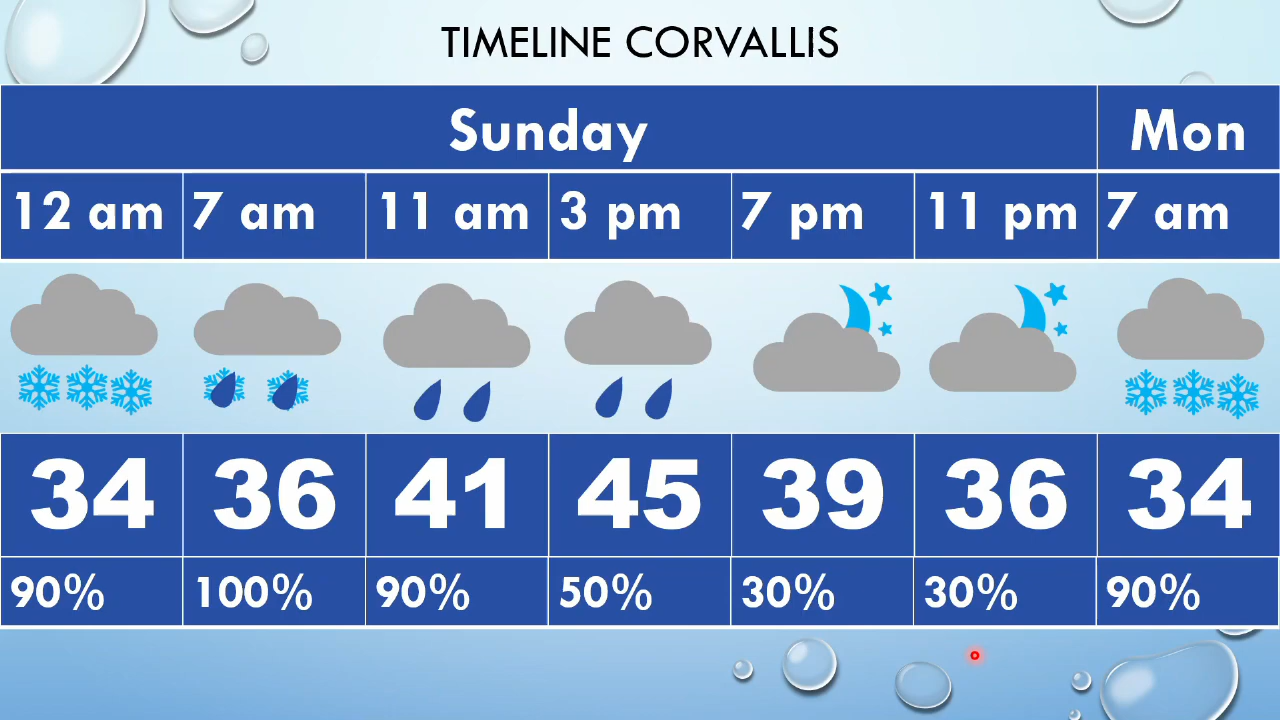 TIMELINE CORVALLIS
Sunday Mon
12 am 7 am 11 am 3 pm 7 pm 11 pm 7 am
34 36 41 45 39 36 34
90% 100% 90% 50% 30% 30% 90%